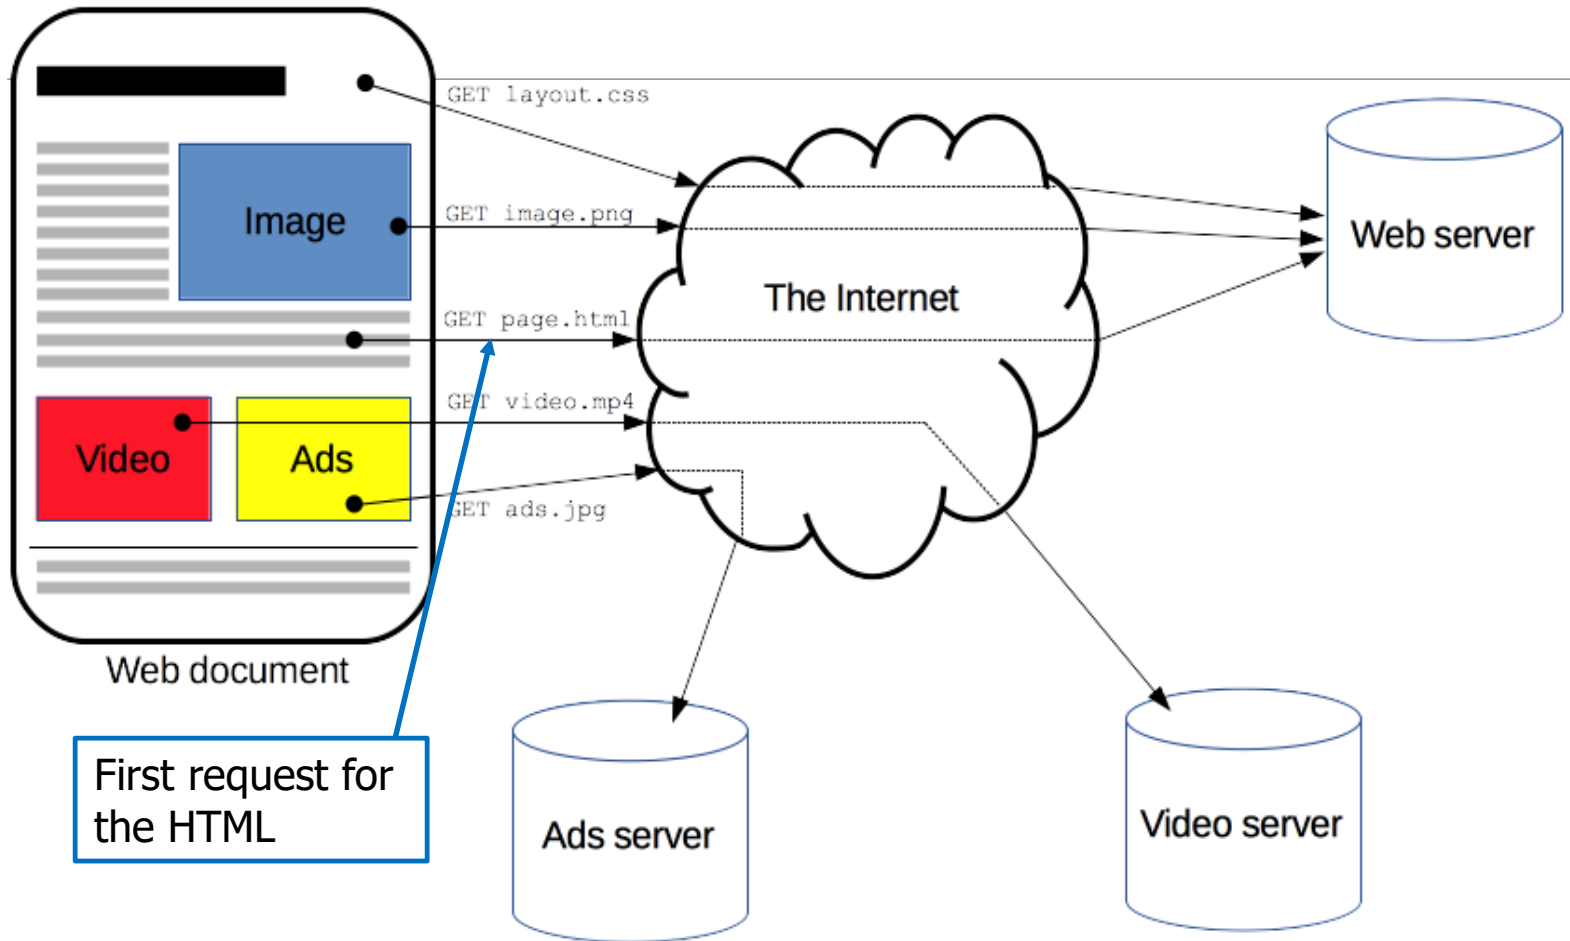 GET layout.css
Image
GET image.png
Web server
The Internet
GET page.html
GET video.mp4
Video
Ads
GET ads.jpg
Web document
First request for
the HTML
Ads server
Video server